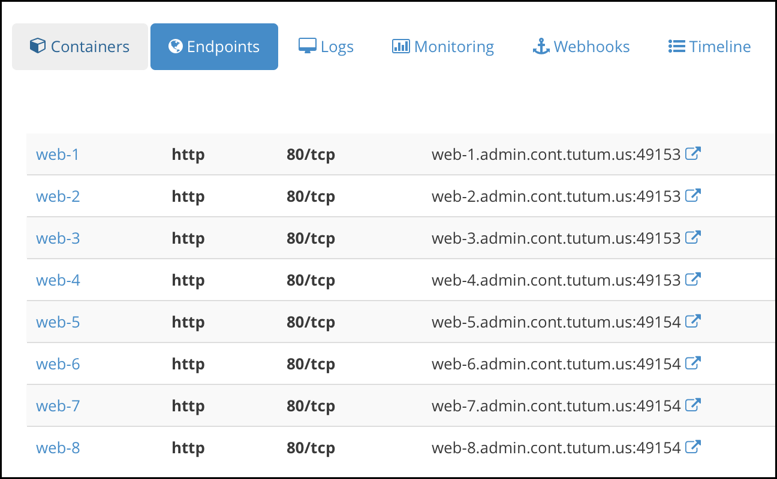 Containers Endpoints Logs Monitoring Webhooks Timeline
web-1 http 80/tcp web-1.admin.cont.tutum.us:49153
web-2 http 80/tcp web-2.admin.cont.tutum.us:49153
web-3 http 80/tcp web-3.admin.cont.tutum.us:49153
web-4 http 80/tcp web-4.admin.cont.tutum.us:49153
web-5 http 80/tcp web-5.admin.cont.tutum.us:49154
web-6 http 80/tcp web-6.admin.cont.tutum.us:49154
web-7 http 80/tcp web-7.admin.cont.tutum.us:49154
web-8 http 80/tcp web-8.admin.cont.tutum.us:49154